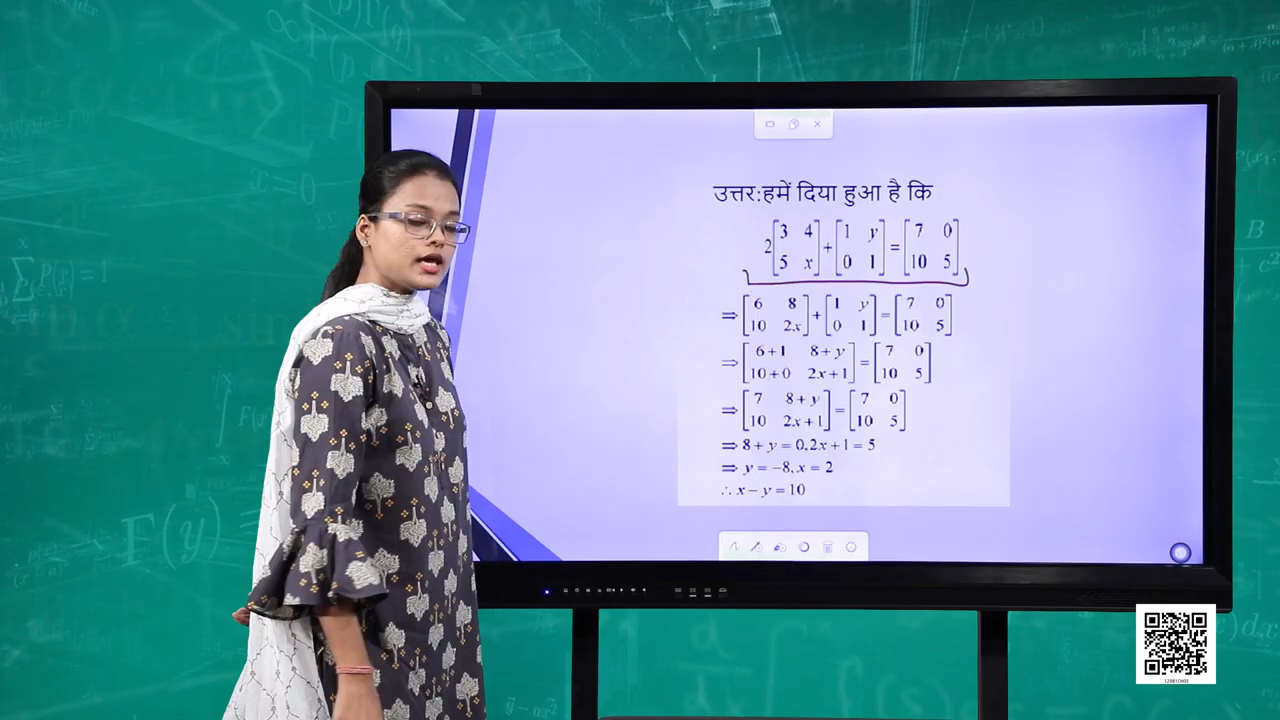 उत्तर:हमें दिया हुआ है कि
2[3 4 5 x]+[1 y 0 1]=[7 0 10 5]
⇒[6 8 10 2x]+[1 y 0 1]=[7 0 10 5]
⇒[6+1 8+y 10+0 2x+1]=[7 0 10 5]
⇒[7 8+y 10 2x+1]=[7 0 10 5]
⇒8+y=0,2x+1=5
⇒y=-8,x=2
∴x-y=10
F(y)
x=0